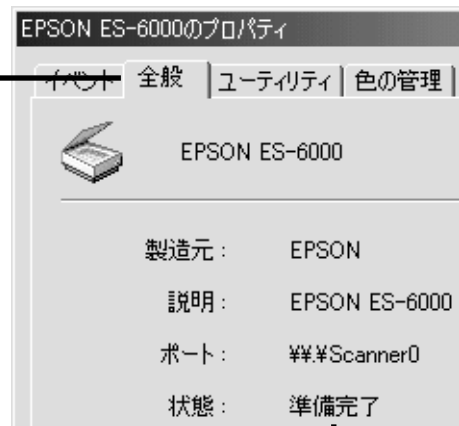 EPSON ES-6000のプロパティ
イベント 全般 ユーティリティ 色の管理
EPSON ES-6000
製造元： EPSON
説明： EPSON ES-6000
ポート： ¥¥.¥Scanner0
状態： 準備完了